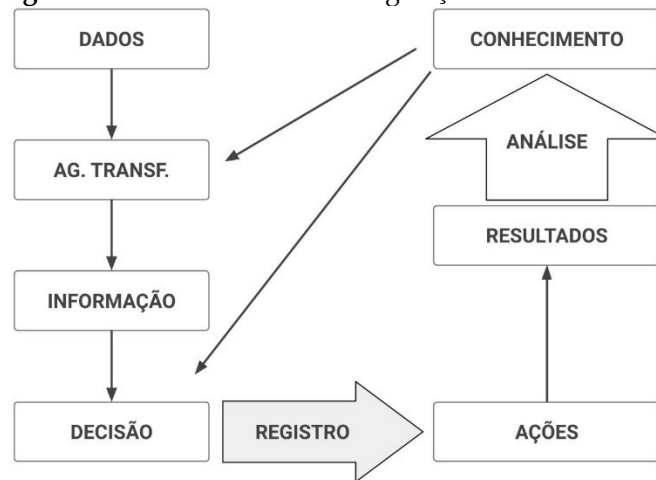 DADOS
CONHECIMENTO
AG. TRANSF.
ANÁLISE
INFORMAÇÃO
RESULTADOS
DECISÃO
REGISTRO
AÇÕES